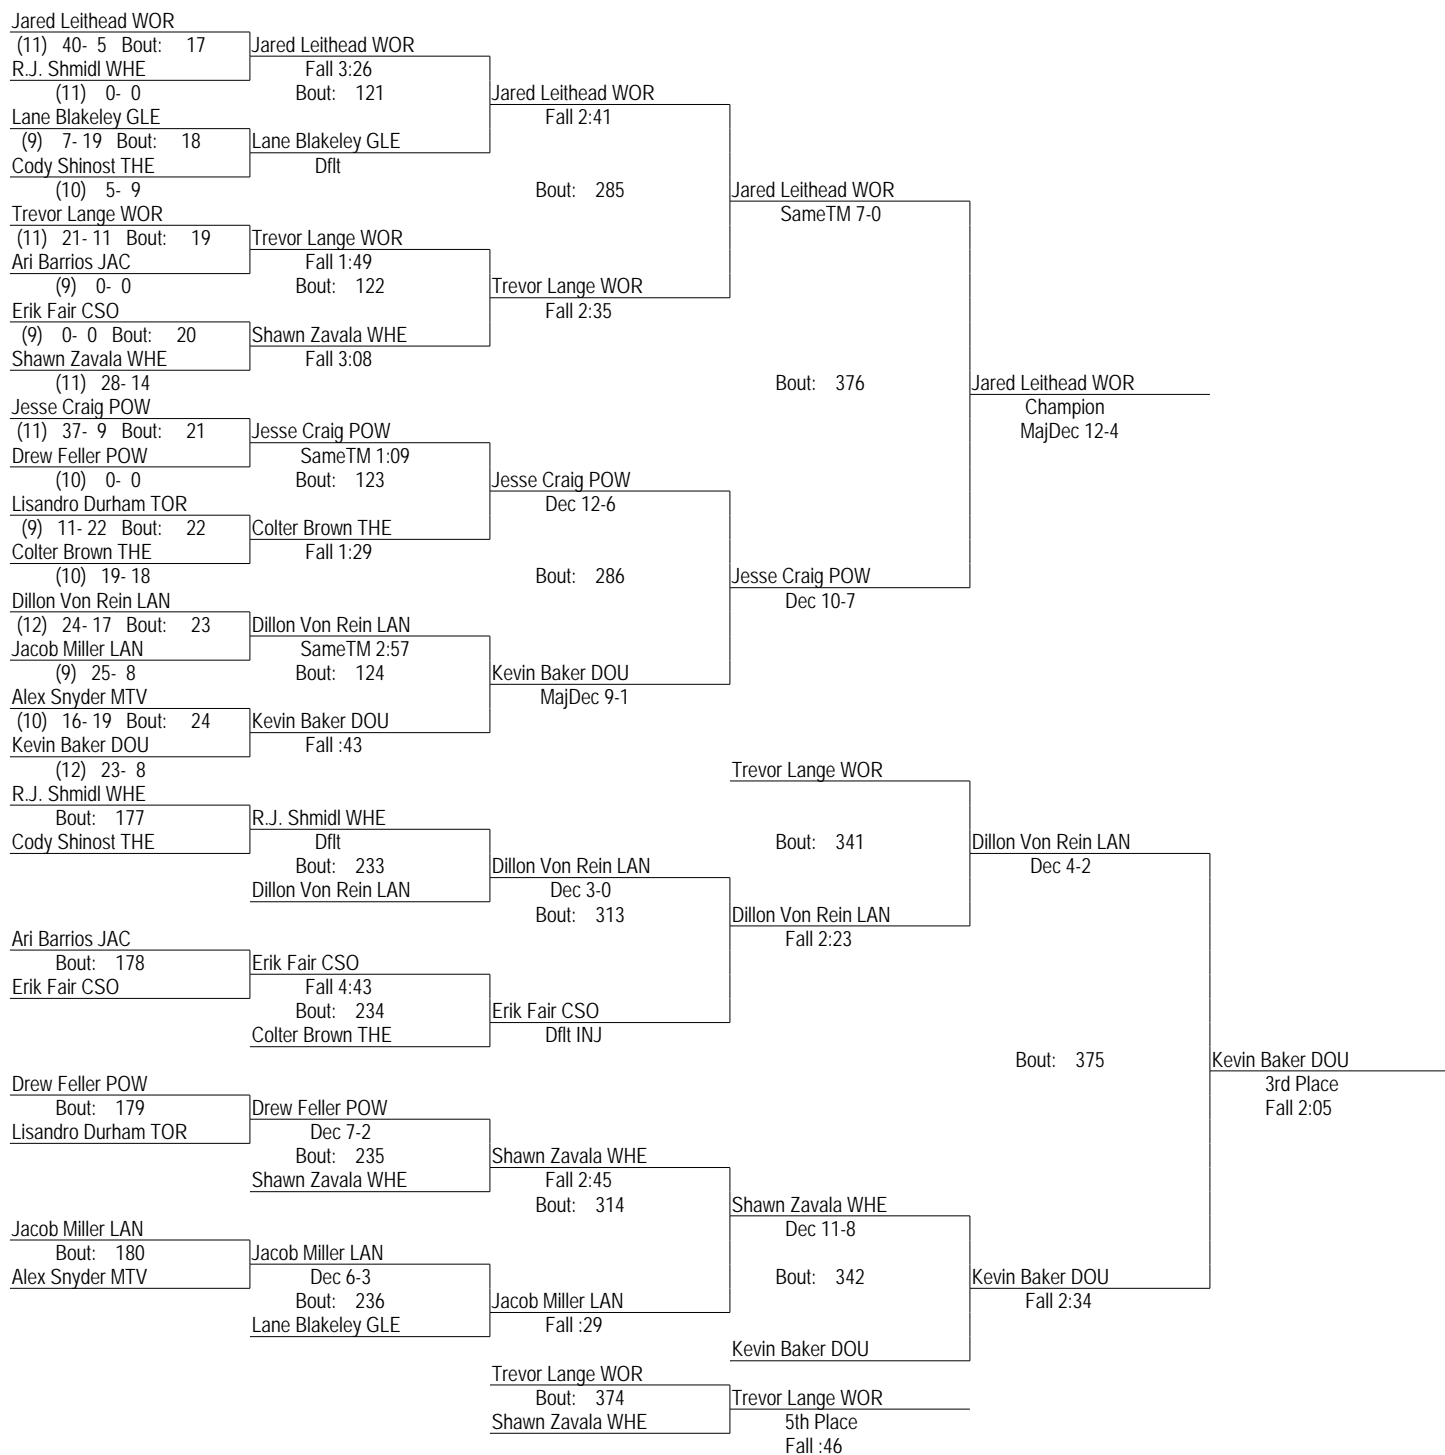 Jared Leithead WOR
(11) 40- 5 Bout: 17
Jared Leithead WOR
R.J. Shmidl WHE
Fall 3:26
(11) 0- 0
Bout: 121
Jared Leithead WOR
Lane Blakeley GLE
Fall 2:41
(9) 7- 19 Bout: 18
Lane Blakeley GLE
Cody Shinost THE
Dflt
(10) 5- 9
Bout: 285
Jared Leithead WOR
Trevor Lange WOR
SameTM 7-0
(11) 21- 11 Bout: 19
Trevor Lange WOR
Ari Barrios JAC
Fall 1:49
(9) 0- 0
Bout: 122
Trevor Lange WOR
Erik Fair CSO
Fall 2:35
(9) 0- 0 Bout: 20
Shawn Zavala WHE
Shawn Zavala WHE
Fall 3:08
(11) 28- 14
Bout: 376
Jared Leithead WOR
Jesse Craig POW
Champion
(11) 37- 9 Bout: 21
Jesse Craig POW
MajDec 12-4
Drew Feller POW
SameTM 1:09
(10) 0- 0
Bout: 123
Jesse Craig POW
Lisandro Durham TOR
Dec 12-6
(9) 11- 22 Bout: 22
Colter Brown THE
Colter Brown THE
Fall 1:29
(10) 19- 18
Bout: 286
Jesse Craig POW
Dillon Von Rein LAN
Dec 10-7
(12) 24- 17 Bout: 23
Dillon Von Rein LAN
Jacob Miller LAN
SameTM 2:57
(9) 25- 8
Bout: 124
Kevin Baker DOU
Alex Snyder MTV
MajDec 9-1
(10) 16- 19 Bout: 24
Kevin Baker DOU
Kevin Baker DOU
Fall :43
(12) 23- 8
Trevor Lange WOR
R.J. Shmidl WHE
Bout: 177
R.J. Shmidl WHE
Cody Shinost THE
Dflt
Bout: 341
Dillon Von Rein LAN
Bout: 233
Dillon Von Rein LAN
Dec 4-2
Dillon Von Rein LAN
Dec 3-0
Bout: 313
Dillon Von Rein LAN
Ari Barrios JAC
Fall 2:23
Bout: 178
Erik Fair CSO
Erik Fair CSO
Fall 4:43
Bout: 234
Erik Fair CSO
Colter Brown THE
Dflt INJ
Bout: 375
Kevin Baker DOU
Drew Feller POW
3rd Place
Bout: 179
Drew Feller POW
Fall 2:05
Lisandro Durham TOR
Dec 7-2
Bout: 235
Shawn Zavala WHE
Shawn Zavala WHE
Fall 2:45
Bout: 314
Shawn Zavala WHE
Jacob Miller LAN
Dec 11-8
Bout: 180
Jacob Miller LAN
Alex Snyder MTV
Dec 6-3
Bout: 342
Kevin Baker DOU
Bout: 236
Jacob Miller LAN
Fall 2:34
Lane Blakeley GLE
Fall :29
Kevin Baker DOU
Trevor Lange WOR
Bout: 374
Trevor Lange WOR
Shawn Zavala WHE
5th Place
Fall :46